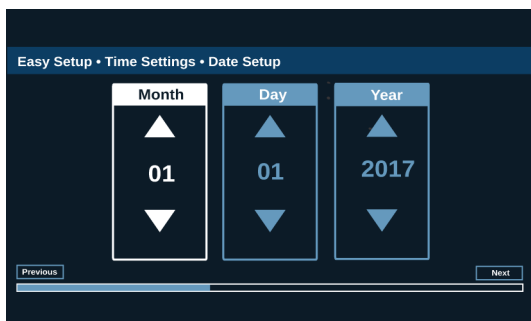 Easy Setup • Time Settings • Date Setup
Month Day Year
01 01 2017
Previous Next